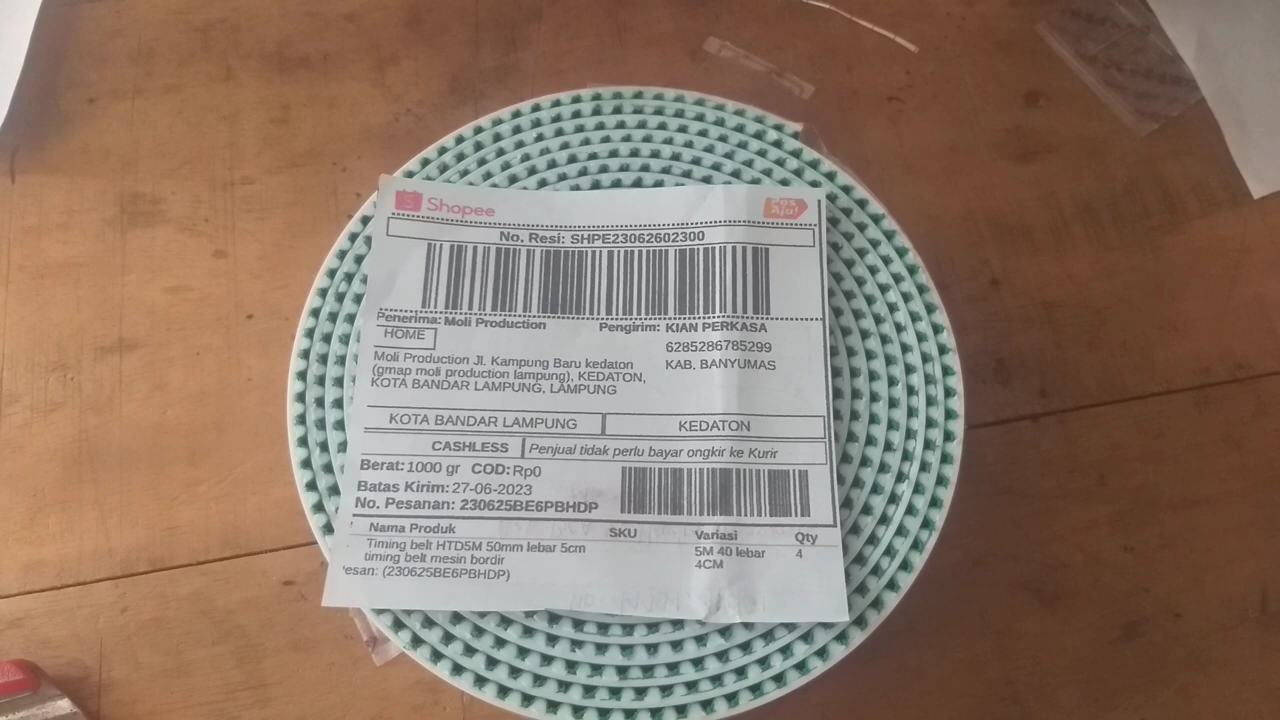 Shopee
Pos Aja!
No. Resi: SHPE23062602300
Penerima: Moli Production
Pengirim: KIAN PERKASA
HOME
6285286785299
KAB. BANYUMAS
Moli Production Jl. Kampung Baru kedaton
(gmap moli production lampung), KEDATON,
KOTA BANDAR LAMPUNG, LAMPUNG
KOTA BANDAR LAMPUNG
KEDATON
CASHLESS
Penjual tidak perlu bayar ongkir ke Kurir
Berat: 1000 gr COD: Rp0
Batas Kirim: 27-06-2023
No. Pesanan: 230625BE6PBHDP
Nama Produk SKU Variasi Qty
Timing belt HTD5M 50mm lebar 5cm 5M 40 lebar 4
timing belt mesin bordir 4CM
esan: (230625BE6PBHDP)